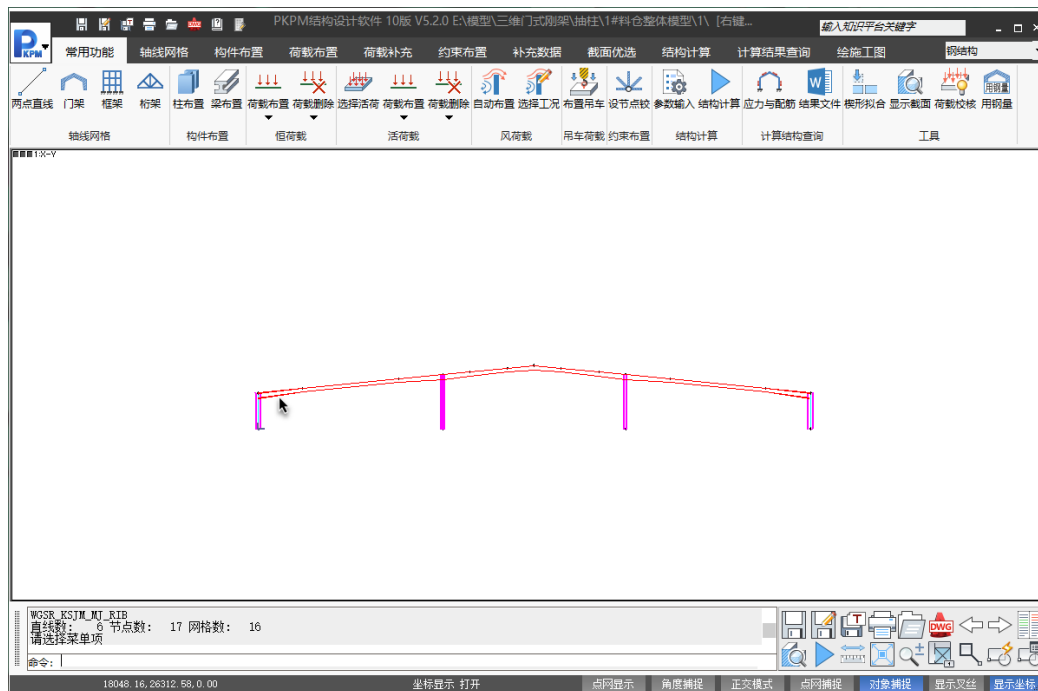 PKPM结构设计软件 10版 V5.2.0 E:\模型\三维门式刚架\抽柱\1#料仓整体模型\1\ [右键...
输入知识平台关键字
PKPM
常用功能 轴线网格 构件布置 荷载布置 荷载补充 约束布置 补充数据 截面优选 结构计算 计算结果查询 绘施工图 钢结构
两点直线 门架 框架 桁架 柱布置 梁布置 荷载布置 荷载删除 选择活荷 荷载布置 荷载删除 自动布置 选择工况 布置吊车 设节点铰 参数输入 结构计算 应力与配筋 结果文件 楔形拟合 显示截面 荷载校核 用钢量
轴线网格 构件布置 恒荷载 活荷载 风荷载 吊车荷载 约束布置 结构计算 计算结构查询 工具
1:X-Y
WGSR_KSJM_MJ_RIB
直线数: 6 节点数: 17 网格数: 16
请选择菜单项
命令:
DWG
18048.16,26312.58,0.00 坐标显示 打开 点网显示 角度捕捉 正交模式 点网捕捉 对象捕捉 显示叉丝 显示坐标